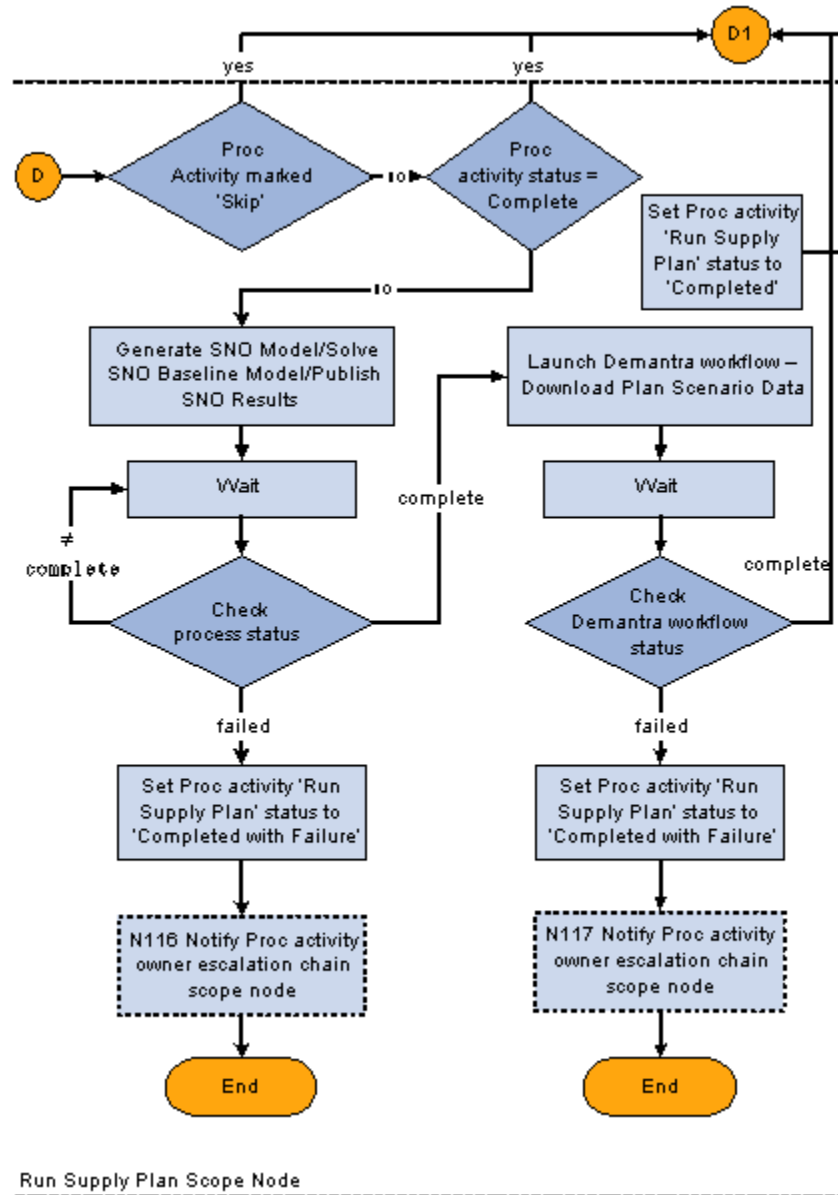 D1
yes
yes
D
Proc
Activity marked
'Skip'
no
Proc
activity status =
Complete
Set Proc activity
'Run Supply
Plan' status to
'Completed'
no
Generate SNO Model/Solve
SNO Baseline Model/Publish
SNO Results
Launch Demantra workflow –
Download Plan Scenario Data
Wait
Wait
complete
≠
complete
complete
Check
process status
Check
Demantra workflow
status
failed
failed
Set Proc activity 'Run
Supply Plan' status to
'Completed with Failure'
Set Proc activity 'Run
Supply Plan' status to
'Completed with Failure'
N116 Notify Proc activity
owner escalation chain
scope node
N117 Notify Proc activity
owner escalation chain
scope node
End
End
Run Supply Plan Scope Node